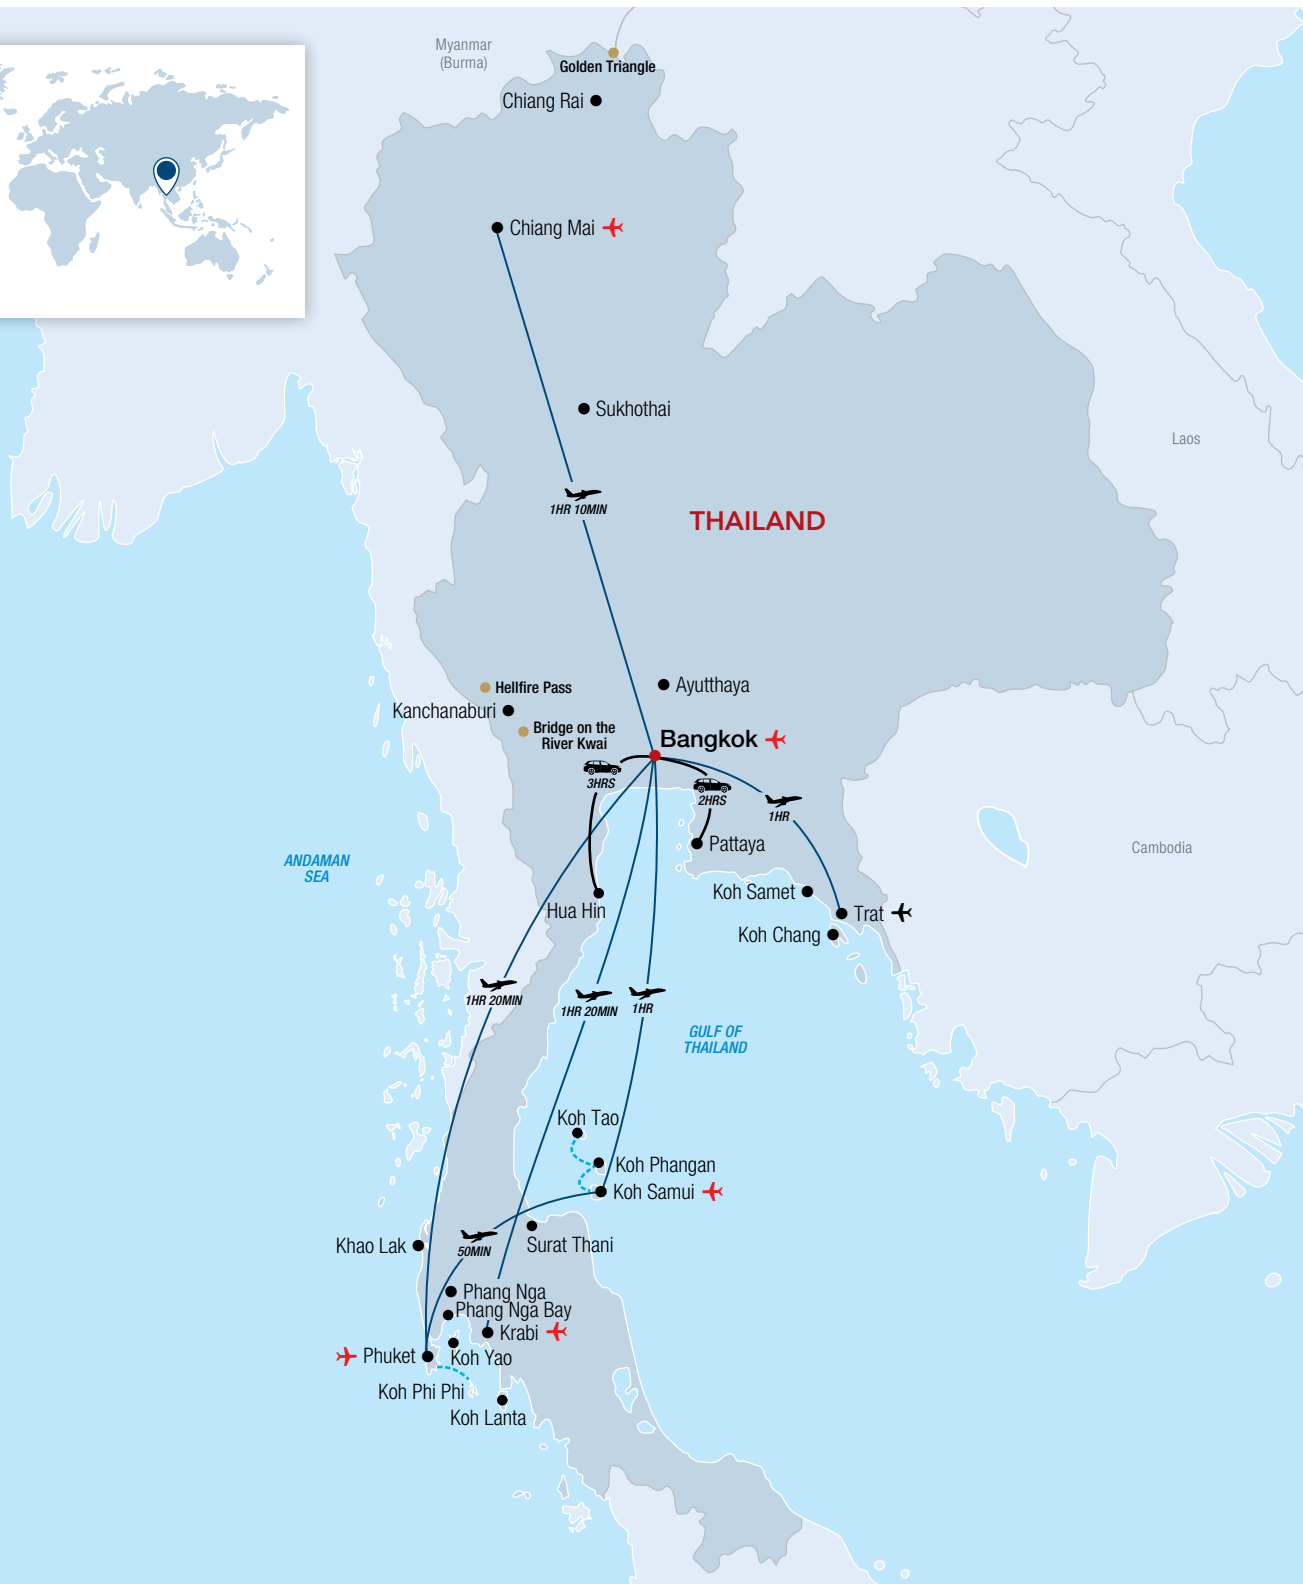 Myanmar
(Burma)
Golden Triangle
Chiang Rai
Chiang Mai
Sukhothai
Laos
1HR 10MIN
THAILAND
Hellfire Pass
Ayutthaya
Kanchanaburi
Bridge on the
River Kwai
Bangkok
3HRS
2HRS
1HR
Pattaya
Cambodia
ANDAMAN
SEA
Koh Samet
Hua Hin
Trat
Koh Chang
1HR 20MIN
1HR 20MIN
1HR
GULF OF
THAILAND
Koh Tao
Koh Phangan
Koh Samui
Khao Lak
50MIN
Surat Thani
Phang Nga
Phang Nga Bay
Krabi
Phuket
Koh Yao
Koh Phi Phi
Koh Lanta